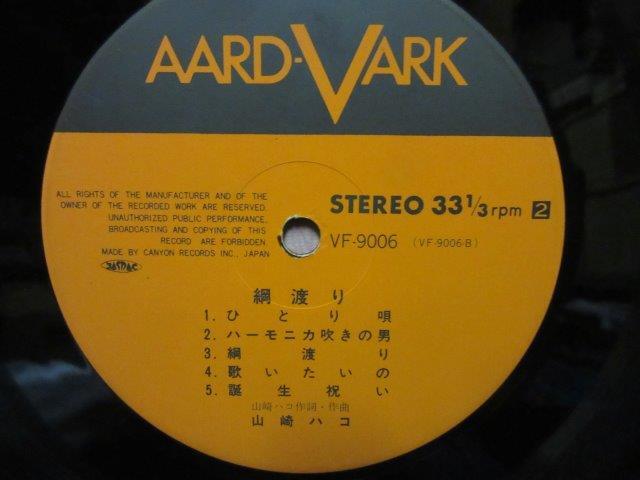 AARD-VARK
ALL RIGHTS OF THE MANUFACTURER AND OF THE
OWNER OF THE RECORDED WORK ARE RESERVED.
UNAUTHORIZED PUBLIC PERFORMANCE,
BROADCASTING AND COPYING OF THIS
RECORD ARE FORBIDDEN.
MADE BY CANYON RECORDS INC., JAPAN
JASRAC
STEREO 33 1/3 rpm 2
VF-9006 (VF-9006-B)
綱渡り
1. ひとり唄
2. ハーモニカ吹きの男
3. 綱渡り
4. 歌いたいの
5. 誕生祝い
山崎ハコ作詞・作曲
山崎ハコ